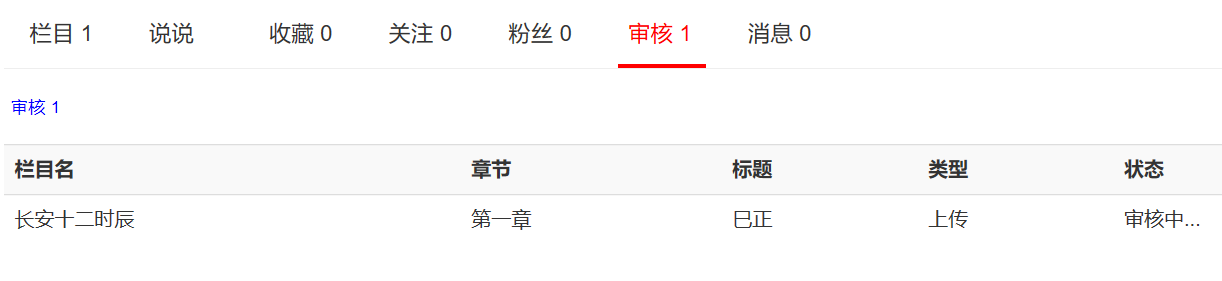 栏目 1 说说 收藏 0 关注 0 粉丝 0 审核 1 消息 0
审核 1
栏目名 章节 标题 类型 状态
长安十二时辰 第一章 巳正 上传 审核中...